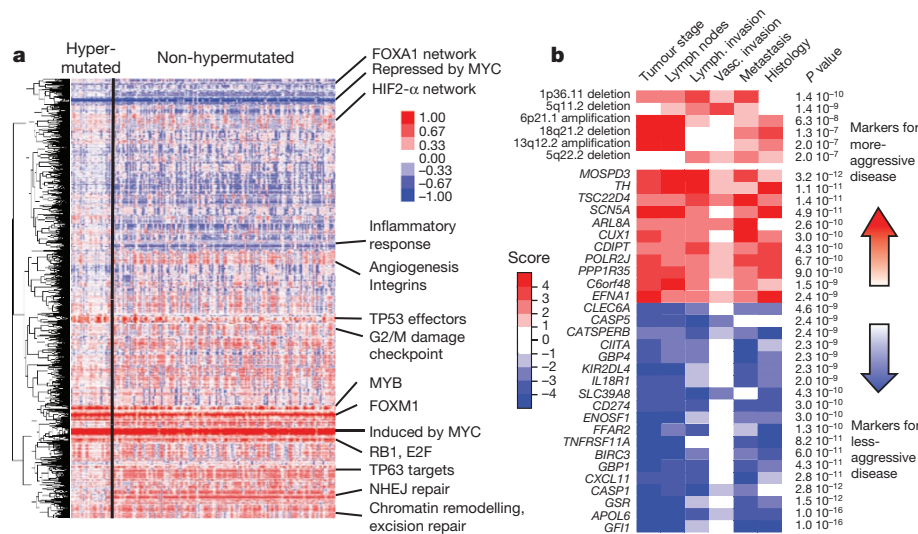 a
Hyper-
mutated
Non-hypermutated
FOXA1 network
Repressed by MYC
HIF2-α network
1.00
0.67
0.33
0.00
−0.33
−0.67
−1.00
Inflammatory
response
Angiogenesis
Integrins
TP53 effectors
G2/M damage
checkpoint
MYB
FOXM1
Induced by MYC
RB1, E2F
TP63 targets
NHEJ repair
Chromatin remodelling,
excision repair
b
Tumour stage
Lymph nodes
Lymph. invasion
Vasc. invasion
Metastasis
Histology
P value
1p36.11 deletion 1.4 10−10
5q11.2 deletion 1.4 10−9
6p21.1 amplification 6.3 10−8
18q21.2 deletion 1.3 10−7
13q12.2 amplification 2.0 10−7
5q22.2 deletion 2.0 10−7
MOSPD3 3.2 10−12
TH 1.1 10−11
TSC22D4 1.4 10−11
SCN5A 4.9 10−11
ARL8A 2.6 10−10
CUX1 3.0 10−10
CDIPT 4.3 10−10
POLR2J 6.7 10−10
PPP1R35 9.0 10−10
C6orf48 1.5 10−9
EFNA1 2.4 10−9
CLEC6A 4.6 10−9
CASP5 2.4 10−9
CATSPERB 2.4 10−9
CIITA 2.3 10−9
GBP4 2.3 10−9
KIR2DL4 2.3 10−9
IL18R1 2.0 10−9
SLC39A8 4.3 10−10
CD274 3.0 10−10
ENOSF1 3.0 10−10
FFAR2 1.3 10−10
TNFRSF11A 8.2 10−11
BIRC3 6.0 10−11
GBP1 4.3 10−11
CXCL11 2.8 10−11
CASP1 2.8 10−12
GSR 1.5 10−12
APOL6 1.0 10−16
GFI1 1.0 10−16
Score
4
3
2
1
0
−1
−2
−3
−4
Markers for
more-
aggressive
disease
Markers for
less-
aggressive
disease